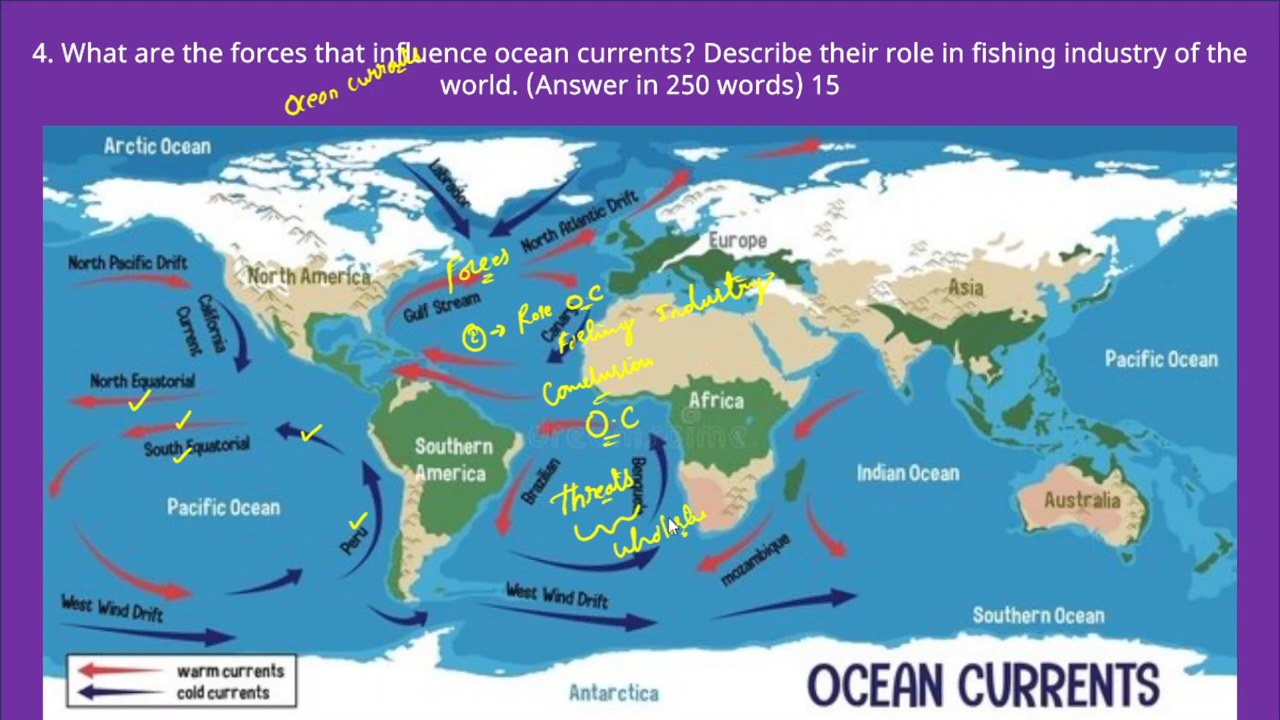 4. What are the forces that influence ocean currents? Describe their role in fishing industry of the
world. (Answer in 250 words) 15
Ocean currents
Arctic Ocean
Labrador
North Atlantic Drift
Europe
North Pacific Drift
North America
Forces
Asia
Gulf Stream
California
Current
② → Role O.C
Fishing Industry
Canary
Pacific Ocean
Conclusion
North Equatorial
Africa
O.C
South Equatorial
Southern
America
Indian Ocean
Brazilian
Benguela
Threats
Australia
Pacific Ocean
Peru
mozambique
West Wind Drift
West Wind Drift
Southern Ocean
warm currents
cold currents
Antarctica
OCEAN CURRENTS